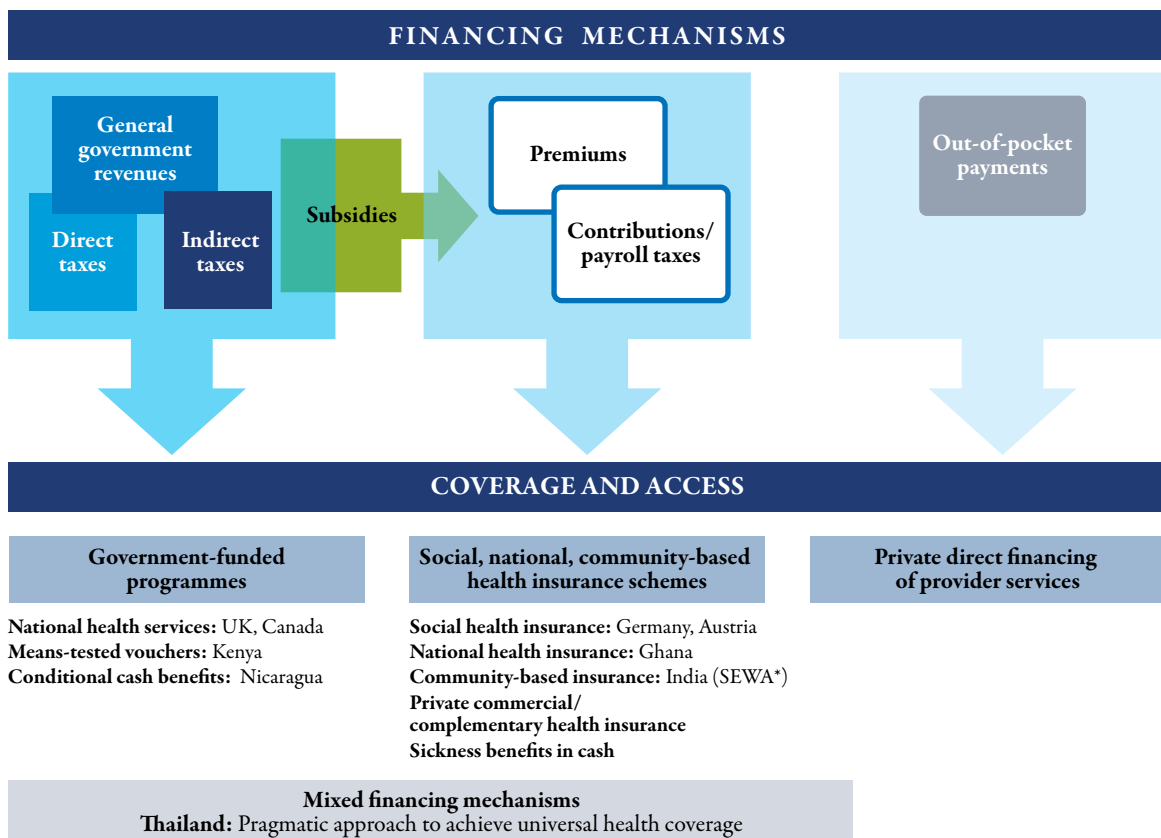 FINANCING MECHANISMS
General
government
revenues
Direct
taxes
Indirect
taxes
Subsidies
Premiums
Contributions/
payroll taxes
Out-of-pocket
payments
COVERAGE AND ACCESS
Government-funded
programmes
National health services: UK, Canada
Means-tested vouchers: Kenya
Conditional cash benefits: Nicaragua
Social, national, community-based
health insurance schemes
Social health insurance: Germany, Austria
National health insurance: Ghana
Community-based insurance: India (SEWA*)
Private commercial/
complementary health insurance
Sickness benefits in cash
Private direct financing
of provider services
Mixed financing mechanisms
Thailand: Pragmatic approach to achieve universal health coverage